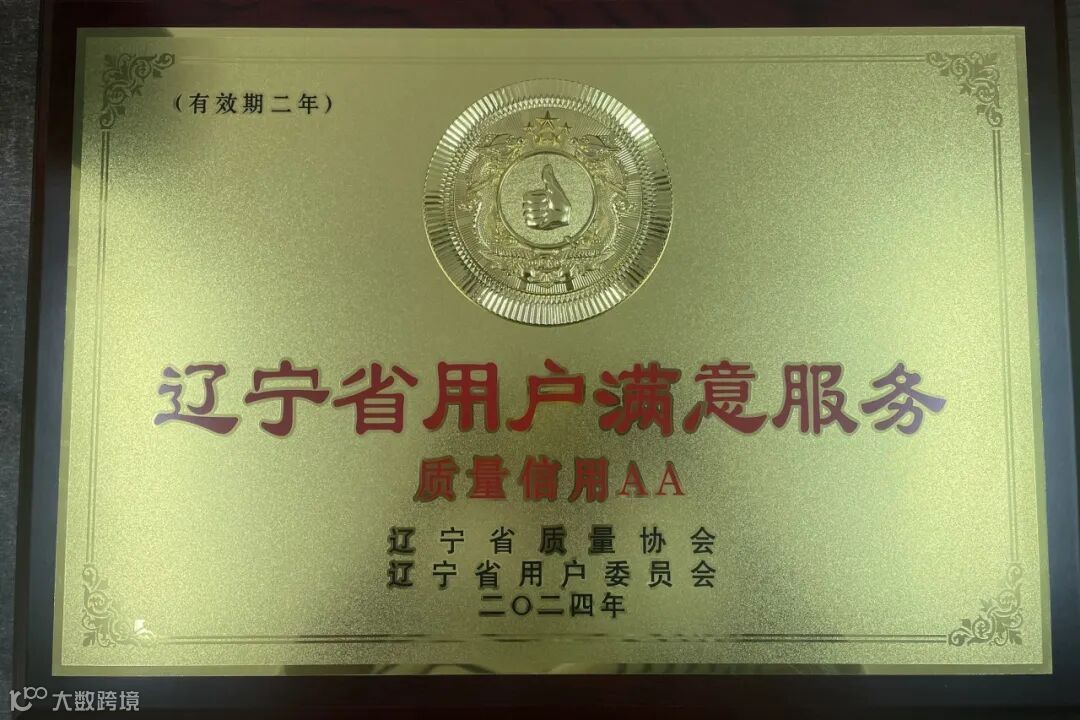 (有效期二年)
辽宁省用户满意服务
质量信用AA
辽宁省质量协会
辽宁省用户委员会
二〇二四年
大数跨境